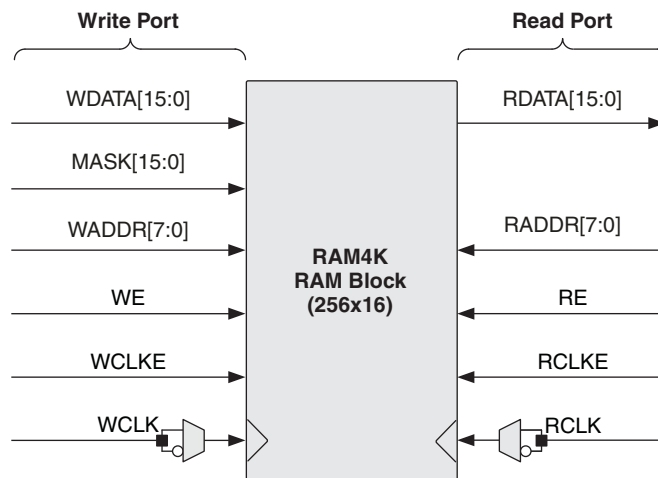 Write Port
Read Port
WDATA[15:0]
RDATA[15:0]
MASK[15:0]
WADDR[7:0]
RADDR[7:0]
RAM4K
RAM Block
(256x16)
WE
RE
WCLKE
RCLKE
WCLK
RCLK